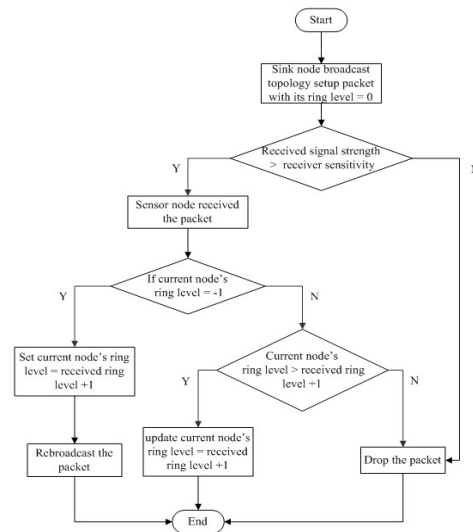 Start
Sink node broadcast
topology setup packet
with its ring level = 0
Received signal strength
> receiver sensitivity
Y
N
Sensor node received
the packet
If current node's
ring level = -1
Y
N
Set current node's ring
level = received ring
level +1
Current node's
ring level > received ring
level +1
Y
N
Rebroadcast the
packet
update current node's
ring level = received
ring level +1
Drop the packet
End